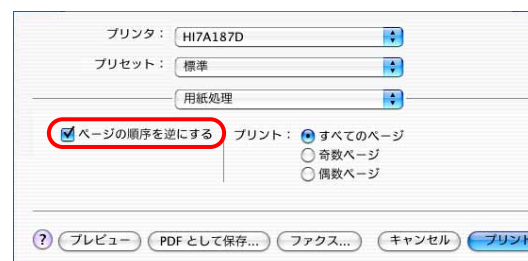 プリンタ： HI7A187D
プリセット： 標準
用紙処理
ページの順序を逆にする プリント： すべてのページ
奇数ページ
偶数ページ
? プレビュー PDF として保存... ファクス... キャンセル プリント